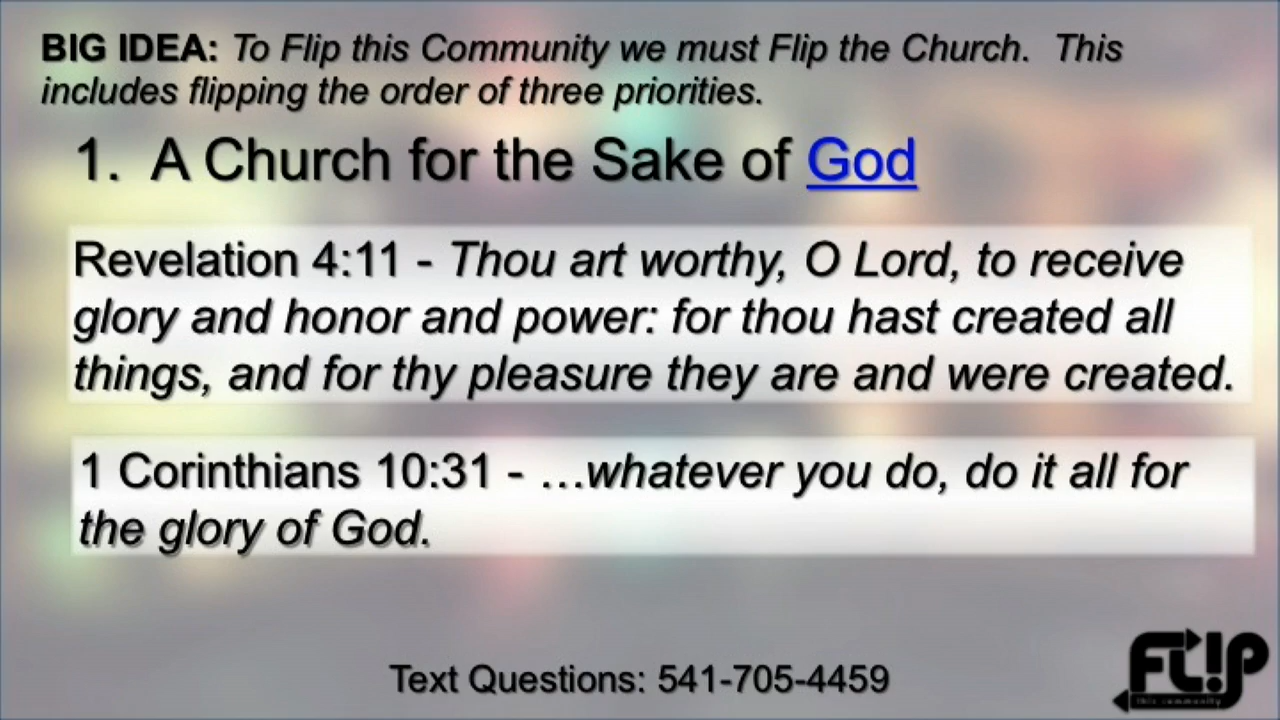 BIG IDEA: To Flip this Community we must Flip the Church. This
includes flipping the order of three priorities.
1. A Church for the Sake of God
Revelation 4:11 - Thou art worthy, O Lord, to receive
glory and honor and power: for thou hast created all
things, and for thy pleasure they are and were created.
1 Corinthians 10:31 - …whatever you do, do it all for
the glory of God.
Text Questions: 541-705-4459
FL!P
this community